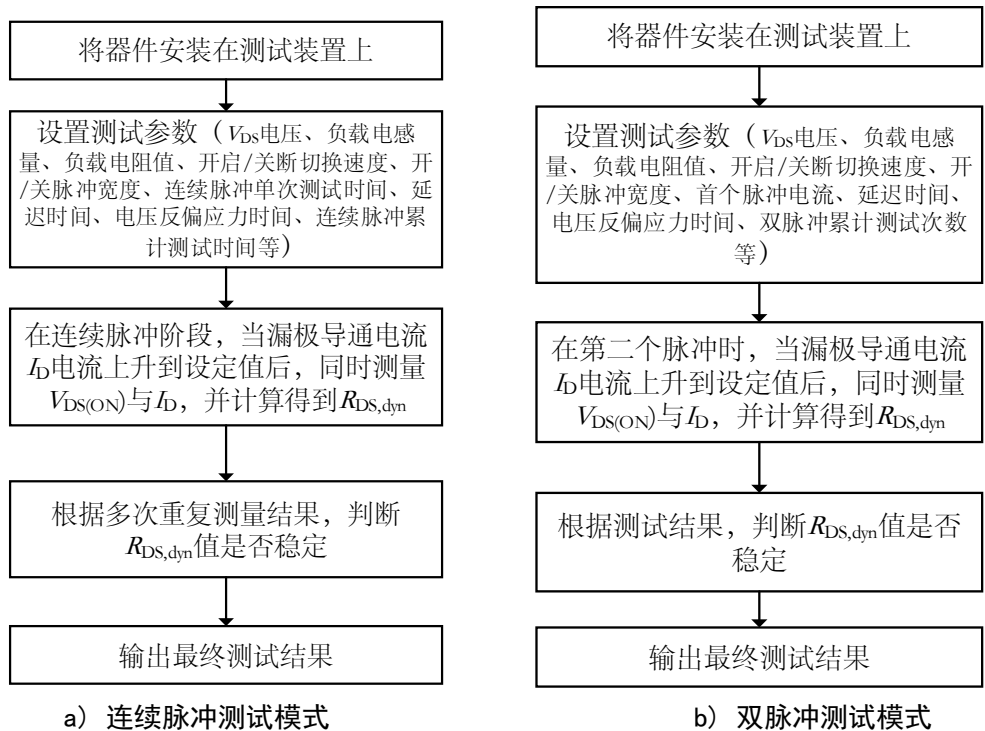 将器件安装在测试装置上
设置测试参数（VDS电压、负载电感
量、负载电阻值、开启/关断切换速度、开
/关脉冲宽度、连续脉冲单次测试时间、延
迟时间、电压反偏应力时间、连续脉冲累
计测试时间等）
在连续脉冲阶段，当漏极导通电流
ID电流上升到设定值后，同时测量
VDS(ON)与ID，并计算得到RDS,dyn
根据多次重复测量结果，判断
RDS,dyn值是否稳定
输出最终测试结果
a） 连续脉冲测试模式
将器件安装在测试装置上
设置测试参数（VDS电压、负载电感
量、负载电阻值、开启/关断切换速度、开
/关脉冲宽度、首个脉冲电流、延迟时间、
电压反偏应力时间、双脉冲累计测试次数
等）
在第二个脉冲时，当漏极导通电流
ID电流上升到设定值后，同时测量
VDS(ON)与ID，并计算得到RDS,dyn
根据测试结果，判断RDS,dyn值是否
稳定
输出最终测试结果
b） 双脉冲测试模式